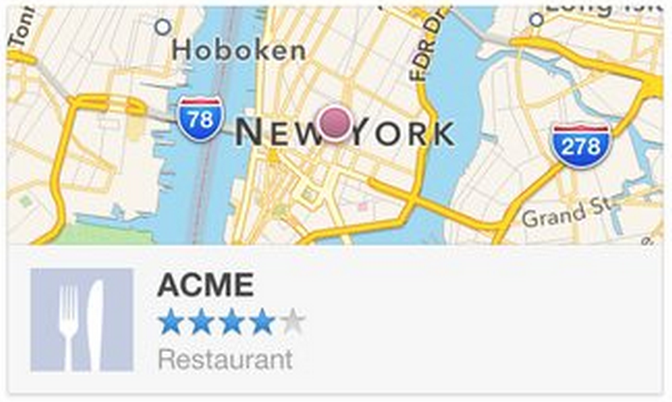 Hoboken
FDR Dr.
78
NEW YORK
278
Grand St.
ACME
Restaurant